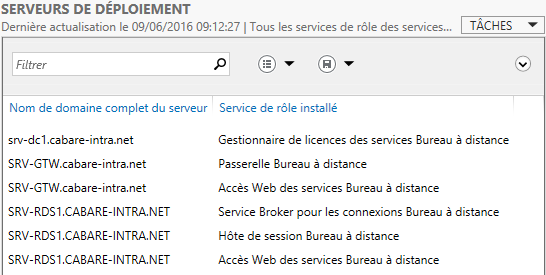 SERVEURS DE DÉPLOIEMENT
Dernière actualisation le 09/06/2016 09:12:27 | Tous les services de rôle des services... TÂCHES
Filtrer
Nom de domaine complet du serveur Service de rôle installé
srv-dc1.cabare-intra.net Gestionnaire de licences des services Bureau à distance
SRV-GTW.cabare-intra.net Passerelle Bureau à distance
SRV-GTW.cabare-intra.net Accès Web des services Bureau à distance
SRV-RDS1.CABARE-INTRA.NET Service Broker pour les connexions Bureau à distance
SRV-RDS1.CABARE-INTRA.NET Hôte de session Bureau à distance
SRV-RDS1.CABARE-INTRA.NET Accès Web des services Bureau à distance